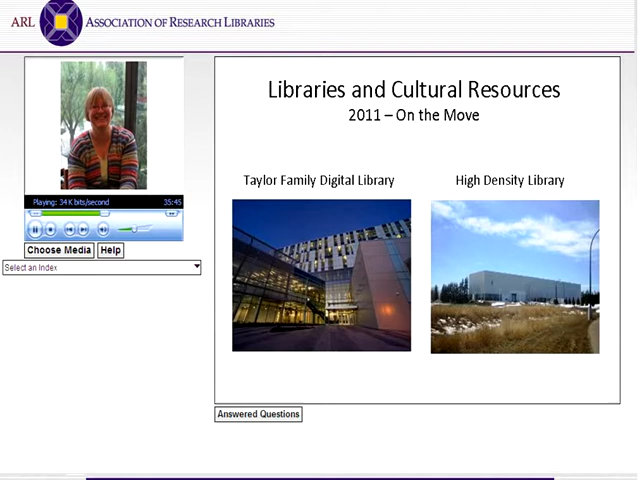 ARL ASSOCIATION OF RESEARCH LIBRARIES
Playing: 34 K bits/second 35:45
Choose Media Help
Select an Index
Libraries and Cultural Resources
2011 – On the Move
Taylor Family Digital Library High Density Library
Answered Questions